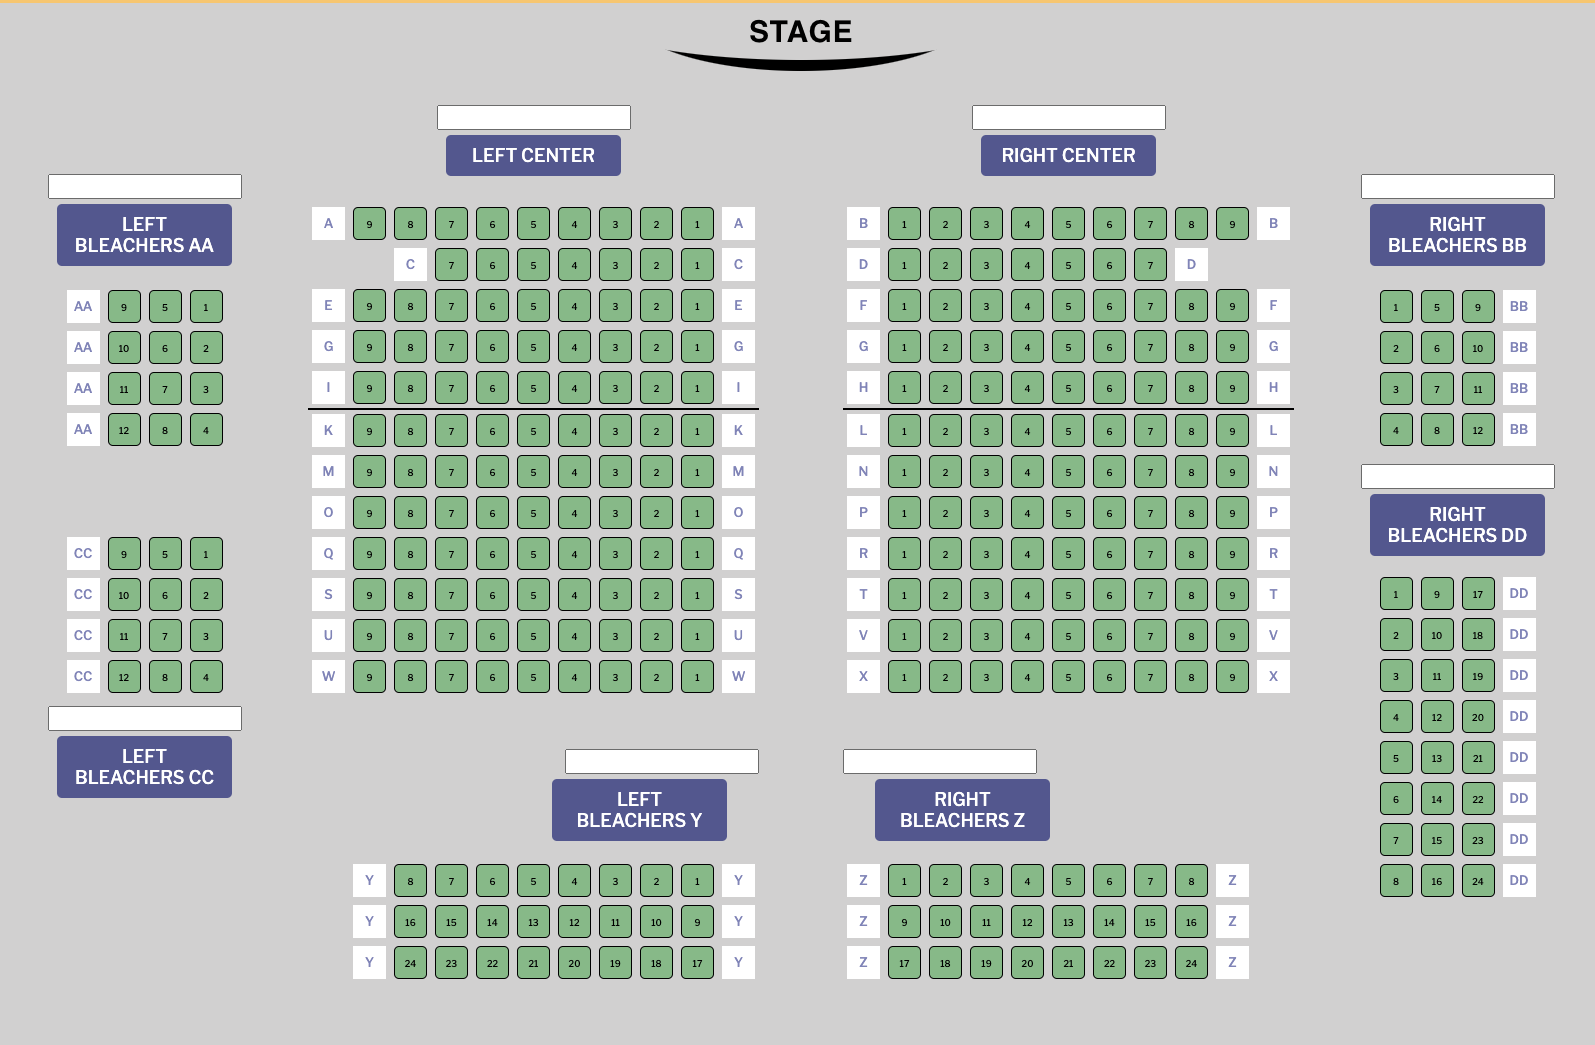 STAGE
LEFT CENTER
RIGHT CENTER
LEFT
BLEACHERS AA
RIGHT
BLEACHERS BB
A 9 8 7 6 5 4 3 2 1 A
B 1 2 3 4 5 6 7 8 9 B
C 7 6 5 4 3 2 1 C
D 1 2 3 4 5 6 7 D
E 9 8 7 6 5 4 3 2 1 E
F 1 2 3 4 5 6 7 8 9 F
G 9 8 7 6 5 4 3 2 1 G
G 1 2 3 4 5 6 7 8 9 G
I 9 8 7 6 5 4 3 2 1 I
H 1 2 3 4 5 6 7 8 9 H
K 9 8 7 6 5 4 3 2 1 K
L 1 2 3 4 5 6 7 8 9 L
M 9 8 7 6 5 4 3 2 1 M
N 1 2 3 4 5 6 7 8 9 N
O 9 8 7 6 5 4 3 2 1 O
P 1 2 3 4 5 6 7 8 9 P
Q 9 8 7 6 5 4 3 2 1 Q
R 1 2 3 4 5 6 7 8 9 R
S 9 8 7 6 5 4 3 2 1 S
T 1 2 3 4 5 6 7 8 9 T
U 9 8 7 6 5 4 3 2 1 U
V 1 2 3 4 5 6 7 8 9 V
W 9 8 7 6 5 4 3 2 1 W
X 1 2 3 4 5 6 7 8 9 X
AA 9 5 1
AA 10 6 2
AA 11 7 3
AA 12 8 4
CC 9 5 1
CC 10 6 2
CC 11 7 3
CC 12 8 4
LEFT
BLEACHERS CC
1 5 9 BB
2 6 10 BB
3 7 11 BB
4 8 12 BB
RIGHT
BLEACHERS DD
1 9 17 DD
2 10 18 DD
3 11 19 DD
4 12 20 DD
5 13 21 DD
6 14 22 DD
7 15 23 DD
8 16 24 DD
LEFT
BLEACHERS Y
Y 8 7 6 5 4 3 2 1 Y
Y 16 15 14 13 12 11 10 9 Y
Y 24 23 22 21 20 19 18 17 Y
RIGHT
BLEACHERS Z
Z 1 2 3 4 5 6 7 8 Z
Z 9 10 11 12 13 14 15 16 Z
Z 17 18 19 20 21 22 23 24 Z